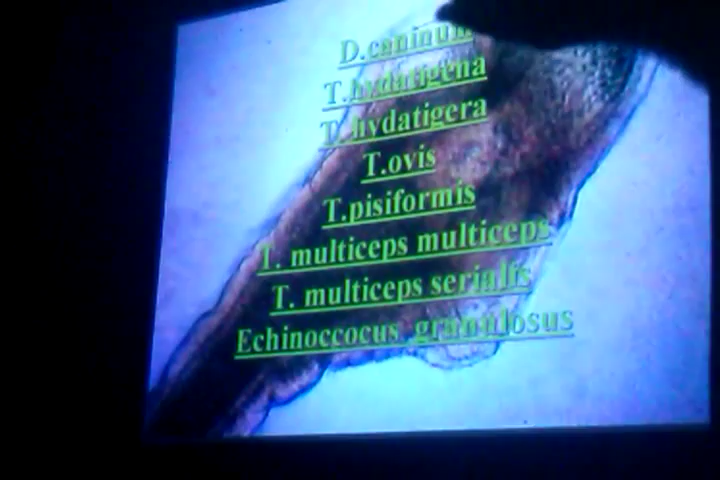 D.caninum
T.hydatigena
T. hydatigera
T.ovis
T.pisiformis
T. multiceps multiceps
T. multiceps serialis
Echinoccocus granulosus